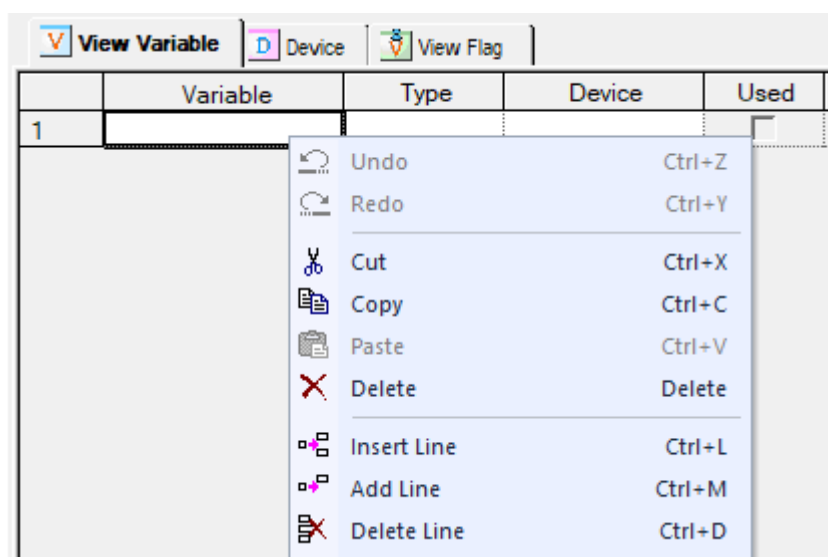 V View Variable D Device V View Flag
Variable Type Device Used
1
Undo Ctrl+Z
Redo Ctrl+Y
Cut Ctrl+X
Copy Ctrl+C
Paste Ctrl+V
Delete Delete
Insert Line Ctrl+L
Add Line Ctrl+M
Delete Line Ctrl+D